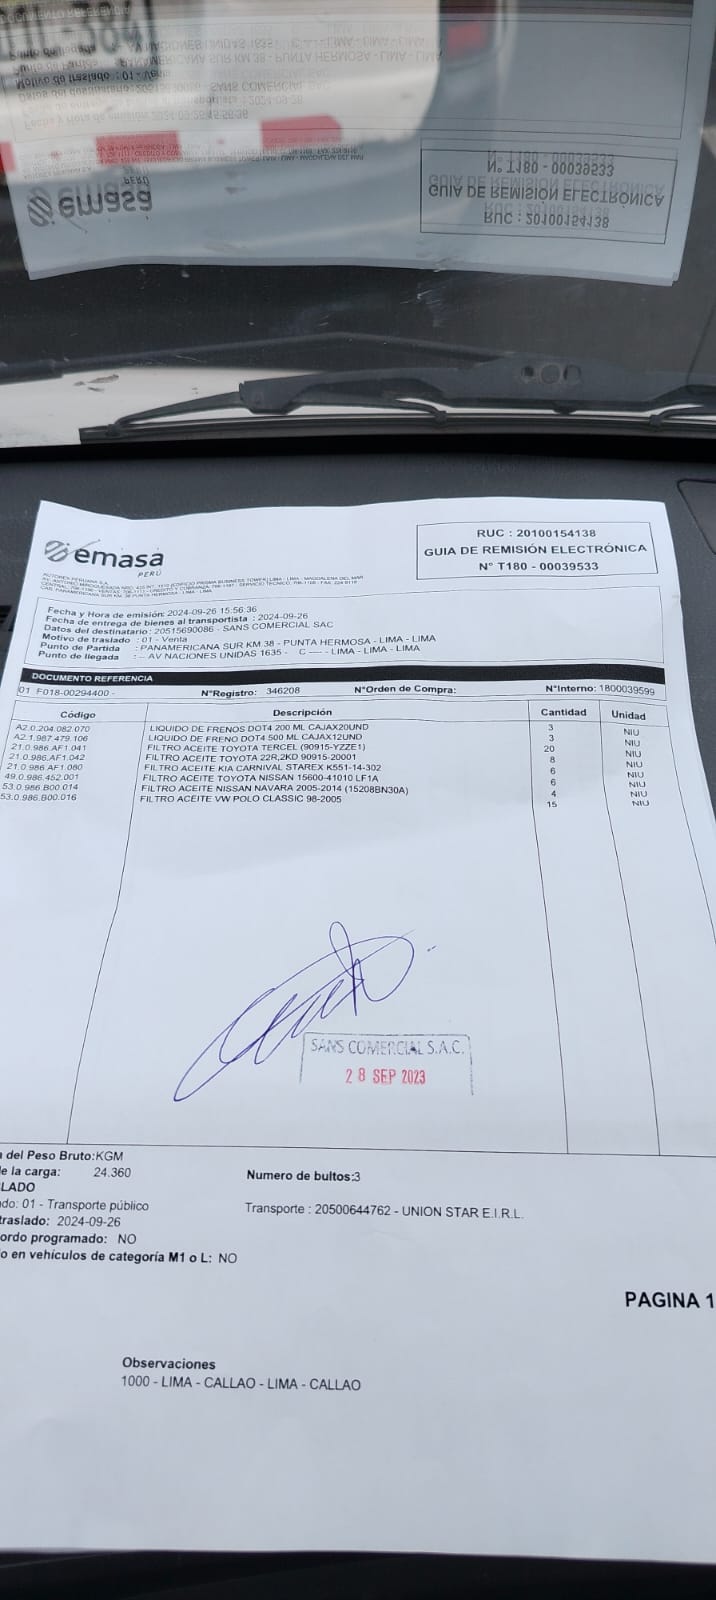 emasa
PERÚ
RUC : 20100154138
GUIA DE REMISIÓN ELECTRÓNICA
N° T180 - 00039533
AUTOREX PERUANA S.A.
Fecha y Hora de emisión: 2024-09-26 15:56:36
Fecha de entrega de bienes al transportista : 2024-09-26
Datos del destinatario : 20515690086 - SANS COMERCIAL SAC
Motivo de traslado : 01 - Venta
Punto de Partida : PANAMERICANA SUR KM 38 - PUNTA HERMOSA - LIMA - LIMA
Punto de llegada : -- AV NACIONES UNIDAS 1635 - C ---- - LIMA - LIMA - LIMA
DOCUMENTO REFERENCIA
01 F018-00294400 - N°Registro: 346208 N°Orden de Compra: N°Interno: 1800039599
Código Descripción Cantidad Unidad
A2.0.204.082.070 LIQUIDO DE FRENOS DOT4 200 ML CAJAX20UND 3 NIU
A2.1.987.479.106 LIQUIDO DE FRENO DOT4 500 ML CAJAX12UND 3 NIU
21.0.986.AF1.041 FILTRO ACEITE TOYOTA TERCEL (90915-YZZE1) 20 NIU
21.0.986.AF1.042 FILTRO ACEITE TOYOTA 22R,2KD 90915-20001 8 NIU
21.0.986.AF1.080 FILTRO ACEITE KIA CARNIVAL STAREX K551-14-302 6 NIU
49.0.986.452.001 FILTRO ACEITE TOYOTA NISSAN 15600-41010 LF1A 6 NIU
53.0.986.B00.014 FILTRO ACEITE NISSAN NAVARA 2005-2014 (15208BN30A) 4 NIU
53.0.986.B00.016 FILTRO ACEITE VW POLO CLASSIC 98-2005 15 NIU
SANS COMERCIAL S.A.C.
28 SEP 2023
del Peso Bruto:KGM
e la carga: 24.360 Numero de bultos:3
LADO
do: 01 - Transporte público Transporte : 20500644762 - UNION STAR E.I.R.L.
traslado: 2024-09-26
ordo programado: NO
o en vehículos de categoría M1 o L: NO
PAGINA 1
Observaciones
1000 - LIMA - CALLAO - LIMA - CALLAO